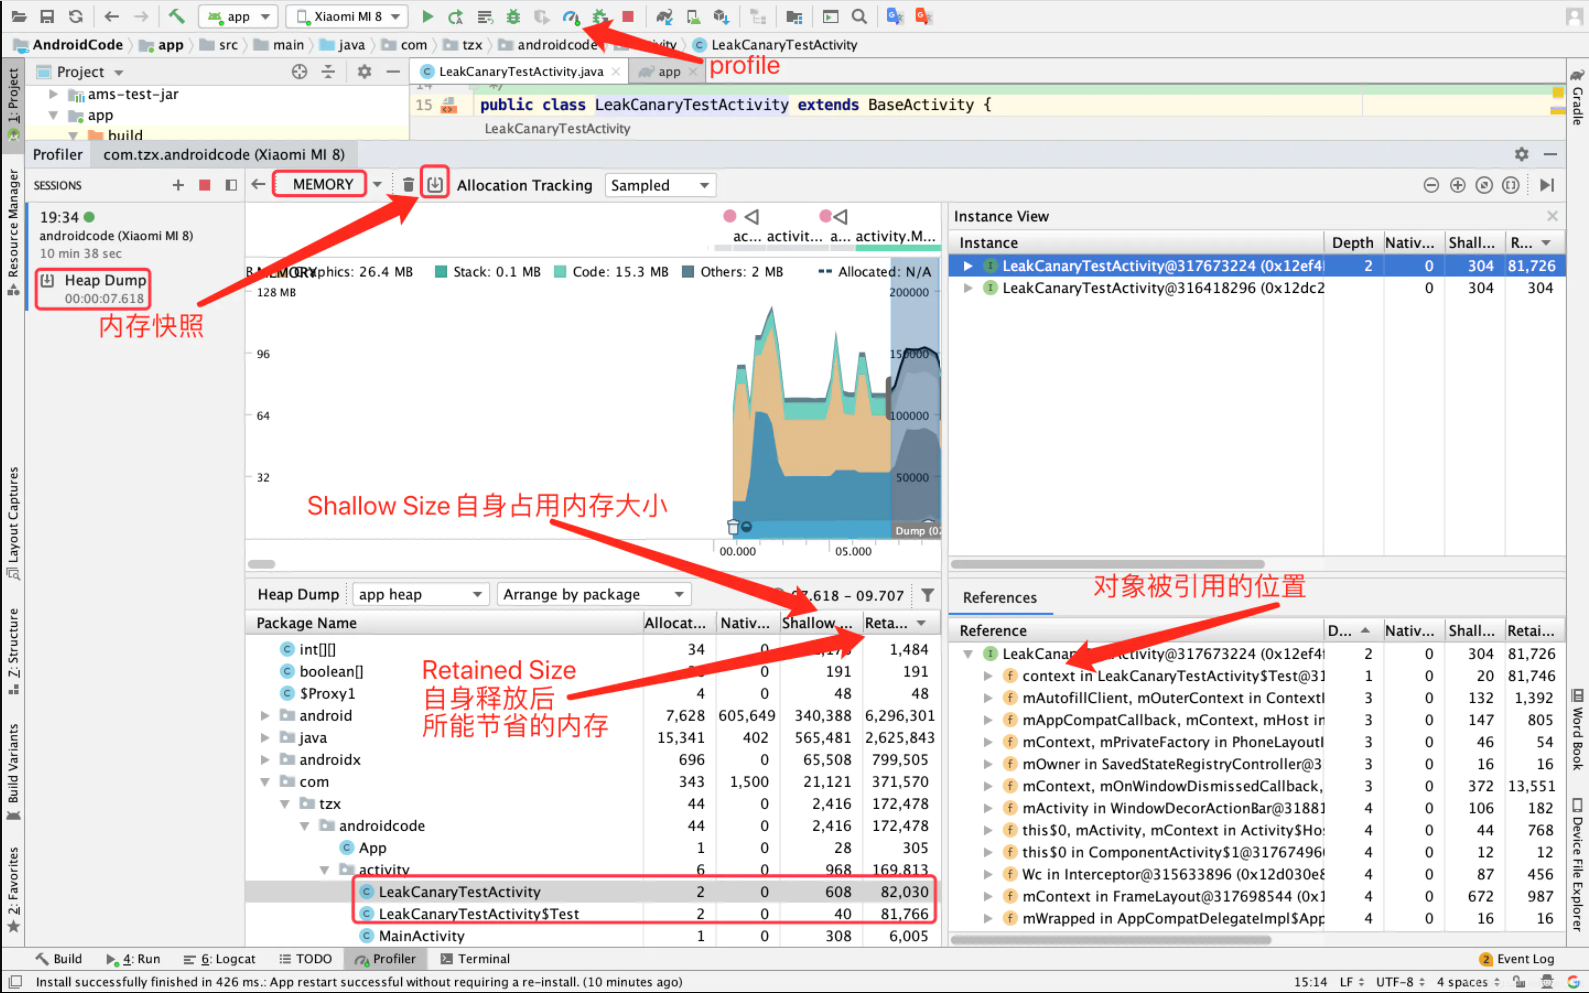 app
Xiaomi MI 8
AndroidCode
app
src
main
java
com
tzx
androidcode
LeakCanaryTestActivity
profile
Project
LeakCanaryTestActivity.java
app
ams-test-jar
app
build
14
*/
15 public class LeakCanaryTestActivity extends BaseActivity {
LeakCanaryTestActivity
1: Project
Resource Manager
Layout Captures
Z: Structure
Build Variants
2: Favorites
Gradle
Word Book
Device File Explorer
Profiler
com.tzx.androidcode (Xiaomi MI 8)
SESSIONS
MEMORY
Allocation Tracking
Sampled
19:34
androidcode (Xiaomi MI 8)
10 min 38 sec
Heap Dump
00:00:07.618
内存快照
ac... activit... a... activity.M...
MEMORY
Graphics: 26.4 MB
Stack: 0.1 MB
Code: 15.3 MB
Others: 2 MB
Allocated: N/A
128 MB
200000
96
150000
64
100000
32
50000
Dump (0
00.000
05.000
Shallow Size自身占用内存大小
Instance View
Instance Depth Nativ... Shall... R...
LeakCanaryTestActivity@317673224 (0x12ef4 2 0 304 81,726
LeakCanaryTestActivity@316418296 (0x12dc2 0 304 304
Heap Dump
app heap
Arrange by package
07.618 - 09.707
Package Name Allocat... Nativ... Shallow ... Reta...
int[][] 34 0 1,484
boolean[] 0 191 191
$Proxy1 4 0 48 48
android 7,628 605,649 340,388 6,296,301
java 15,341 402 565,481 2,625,843
androidx 696 0 65,508 799,505
com 343 1,500 21,121 371,570
tzx 44 0 2,416 172,478
androidcode 44 0 2,416 172,478
App 1 0 28 305
activity 6 0 968 169,813
LeakCanaryTestActivity 2 0 608 82,030
LeakCanaryTestActivity$Test 2 0 40 81,766
MainActivity 1 0 308 6,005
Retained Size
自身释放后
所能节省的内存
References
对象被引用的位置
Reference D... Nativ... Shall... Retai...
LeakCanaryTestActivity@317673224 (0x12ef4 2 0 304 81,726
context in LeakCanaryTestActivity$Test@31 1 0 20 81,746
mAutofillClient, mOuterContext in ContextI 3 0 132 1,392
mAppCompatCallback, mContext, mHost in 3 0 147 805
mContext, mPrivateFactory in PhoneLayoutI 3 0 46 54
mOwner in SavedStateRegistryController@3 3 0 16 16
mContext, mOnWindowDismissedCallback, 3 0 372 13,551
mActivity in WindowDecorActionBar@31881 4 0 106 182
this$0, mActivity, mContext in Activity$Hos 4 0 44 768
this$0 in ComponentActivity$1@31767496 4 0 12 12
Wc in Interceptor@315633896 (0x12d030e8 4 0 87 456
mContext in FrameLayout@317698544 (0x1 4 0 672 987
mWrapped in AppCompatDelegateImpl$App 4 0 16 16
Build
4: Run
6: Logcat
TODO
Profiler
Terminal
2 Event Log
Install successfully finished in 426 ms.: App restart successful without requiring a re-install. (10 minutes ago)
15:14 LF UTF-8 4 spaces